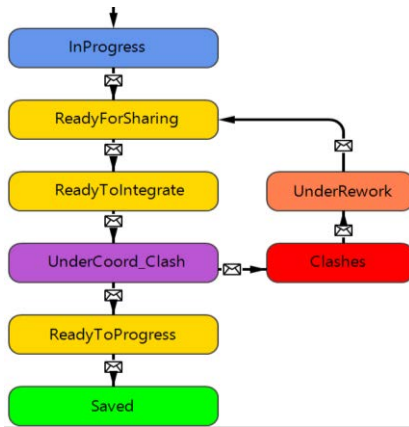 InProgress
ReadyForSharing
ReadyToIntegrate
UnderRework
UnderCoord_Clash
Clashes
ReadyToProgress
Saved